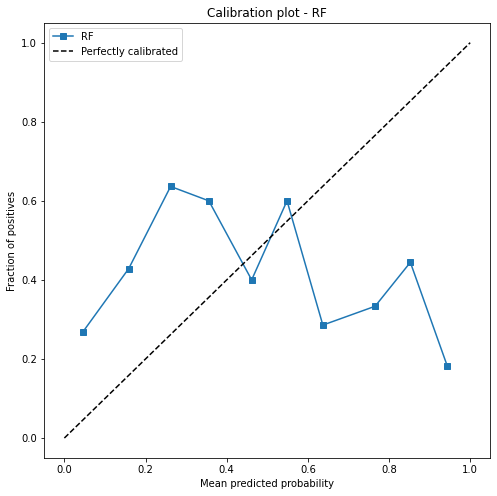 Calibration plot - RF
RF
Perfectly calibrated
1.0
0.8
0.6
0.4
0.2
0.0
Fraction of positives
0.0 0.2 0.4 0.6 0.8 1.0
Mean predicted probability